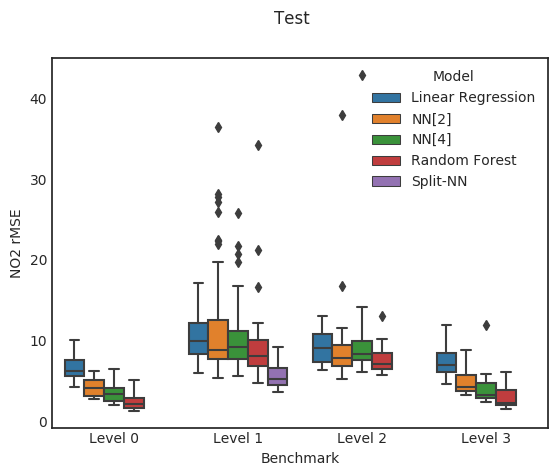 Test
Model
Linear Regression
NN[2]
NN[4]
Random Forest
Split-NN
NO2 rMSE
40
30
20
10
0
Level 0 Level 1 Level 2 Level 3
Benchmark